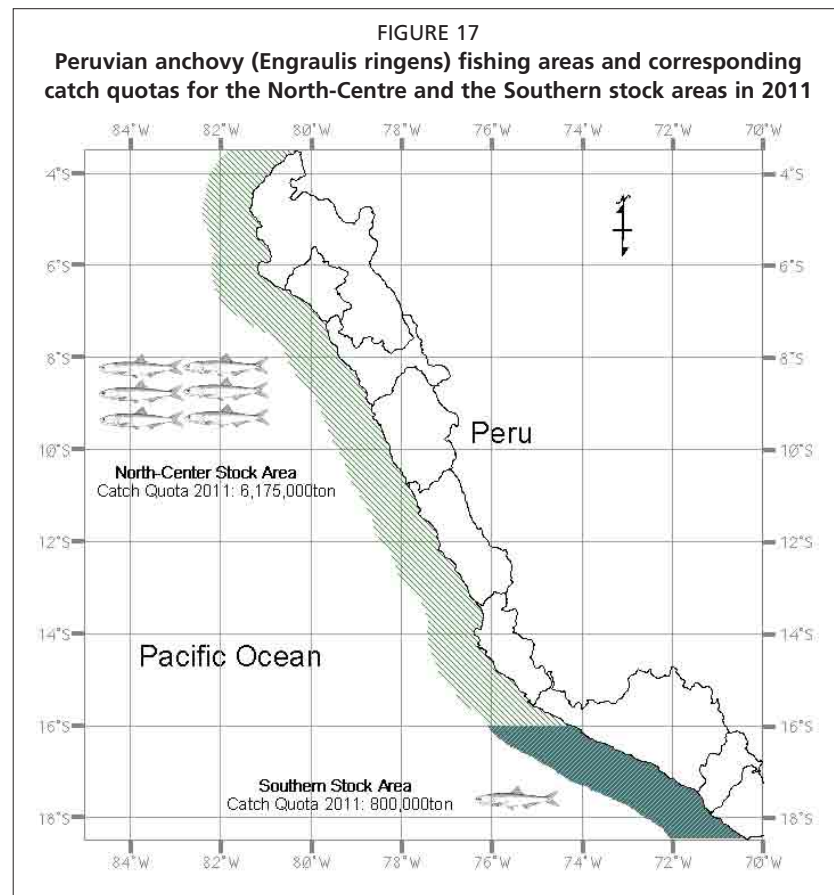 FIGURE 17
Peruvian anchovy (Engraulis ringens) fishing areas and corresponding
catch quotas for the North-Centre and the Southern stock areas in 2011
84°W 82°W 80°W 78°W 76°W 74°W 72°W 70°W
4°S 4°S
6°S 6°S
8°S 8°S
Peru
10°S 10°S
North-Center Stock Area
Catch Quota 2011: 6,175,000ton
12°S 12°S
14°S 14°S
Pacific Ocean
16°S 16°S
Southern Stock Area
Catch Quota 2011: 800,000ton
18°S 18°S
84°W 82°W 80°W 78°W 76°W 74°W 72°W 70°W